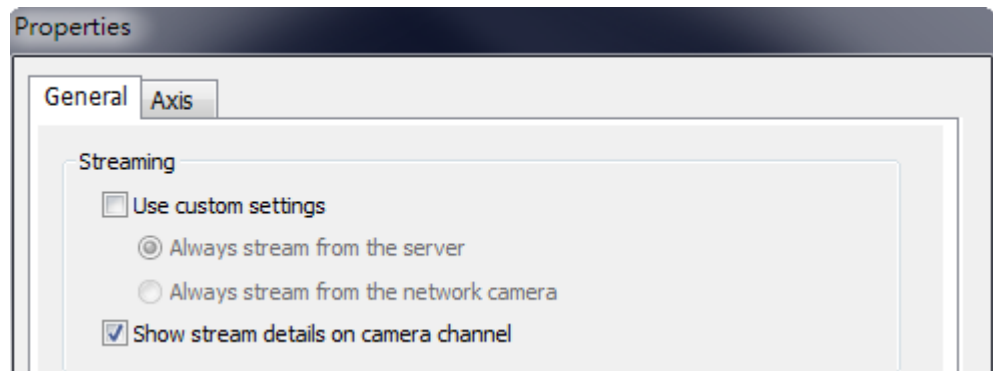 Properties
General Axis
Streaming
Use custom settings
Always stream from the server
Always stream from the network camera
Show stream details on camera channel